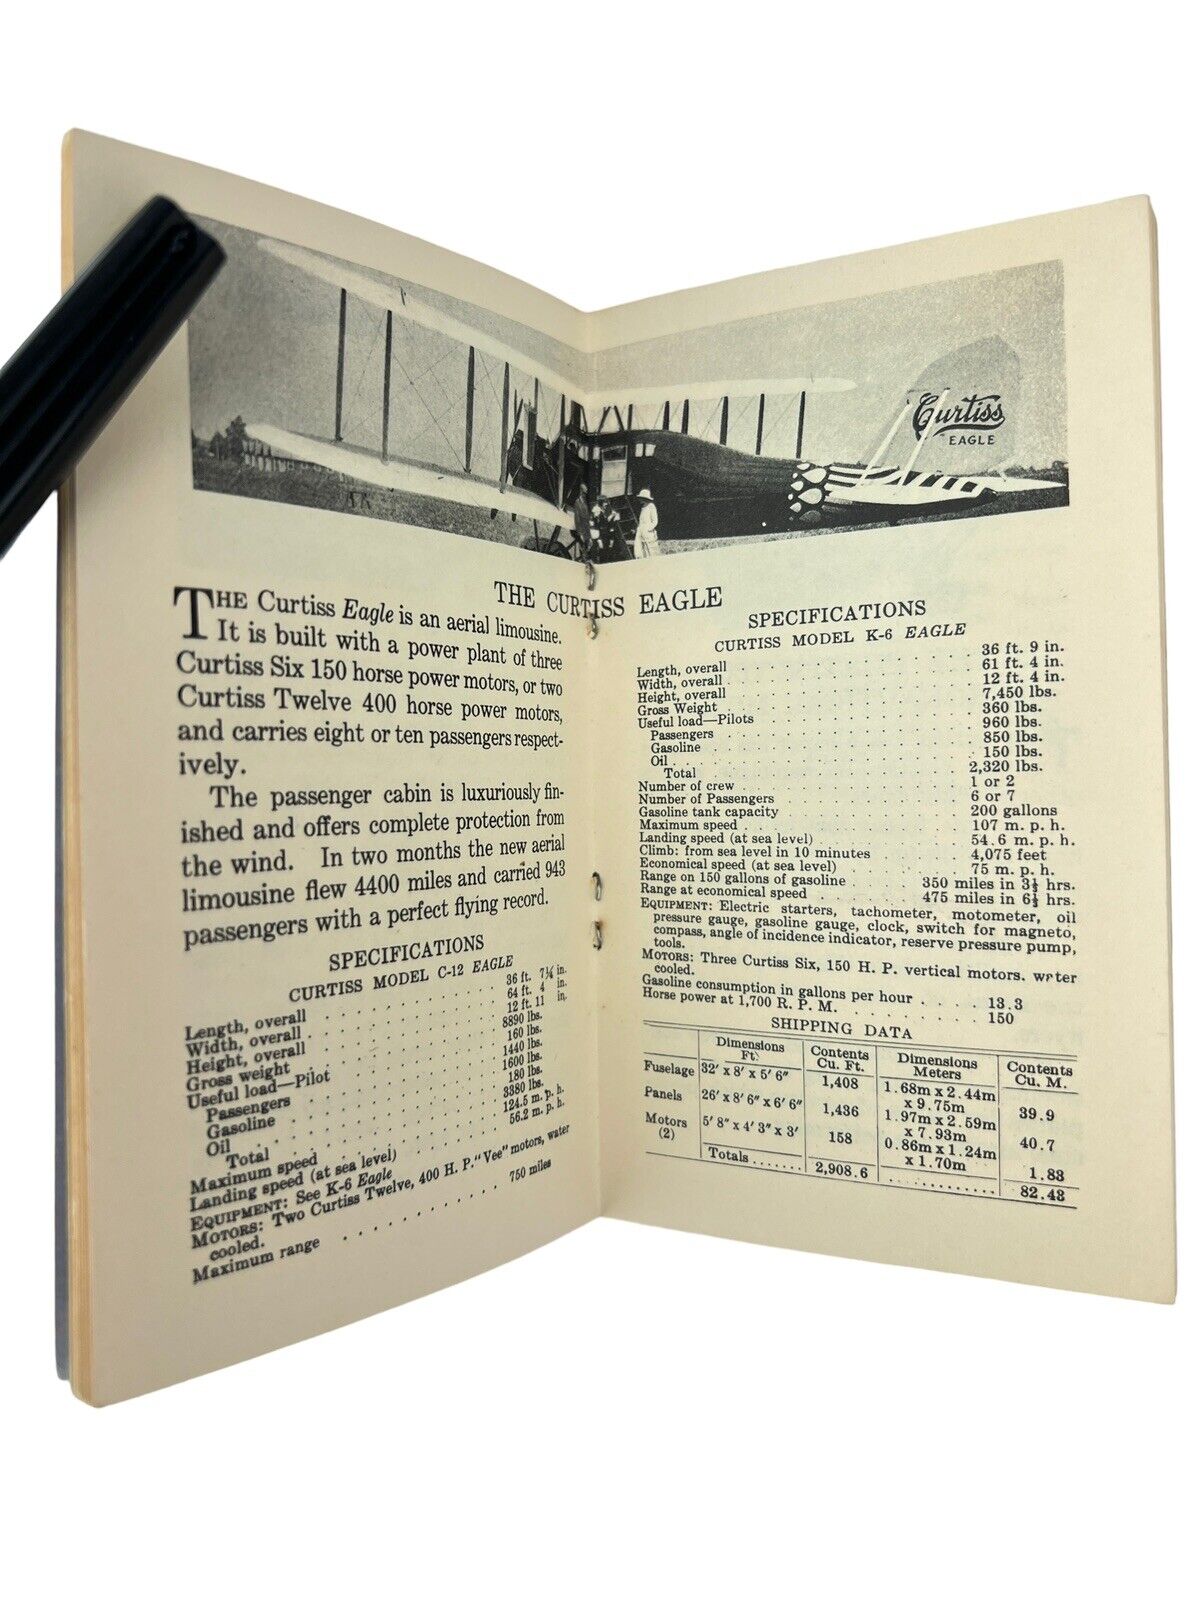 Curtiss
EAGLE
THE CURTISS EAGLE
THE Curtiss Eagle is an aerial limousine.
It is built with a power plant of three
Curtiss Six 150 horse power motors, or two
Curtiss Twelve 400 horse power motors,
and carries eight or ten passengers respect-
ively.
The passenger cabin is luxuriously fin-
ished and offers complete protection from
the wind. In two months the new aerial
limousine flew 4400 miles and carried 943
passengers with a perfect flying record.
SPECIFICATIONS
CURTISS MODEL C-12 EAGLE
Length, overall . . . . . . . . . . 36 ft. 7¼ in.
Width, overall . . . . . . . . . . 64 ft. 4 in.
Height, overall . . . . . . . . . . 12 ft. 11 in.
Gross weight . . . . . . . . . . 8890 lbs.
Useful load—Pilot . . . . . . . . . . 160 lbs.
Passengers . . . . . . . . . . 1440 lbs.
Gasoline . . . . . . . . . . 1600 lbs.
Oil . . . . . . . . . . 180 lbs.
Total . . . . . . . . . . 3380 lbs.
Maximum speed . . . . . . . . . . 124.5 m. p. h.
Landing speed (at sea level) . . . . . . 56.2 m. p. h.
EQUIPMENT: See K-6 Eagle
MOTORS: Two Curtiss Twelve, 400 H. P. "Vee" motors, water
cooled.
Maximum range . . . . . . . . . . 750 miles
SPECIFICATIONS
CURTISS MODEL K-6 EAGLE
Length, overall . . . . . . . . . . 36 ft. 9 in.
Width, overall . . . . . . . . . . 61 ft. 4 in.
Height, overall . . . . . . . . . . 12 ft. 4 in.
Gross Weight . . . . . . . . . . 7,450 lbs.
Useful load—Pilots . . . . . . . . . . 360 lbs.
Passengers . . . . . . . . . . 960 lbs.
Gasoline . . . . . . . . . . 850 lbs.
Oil . . . . . . . . . . 150 lbs.
Total . . . . . . . . . . 2,320 lbs.
Number of crew . . . . . . . . . . 1 or 2
Number of Passengers . . . . . . . . . . 6 or 7
Gasoline tank capacity . . . . . . . . . . 200 gallons
Maximum speed . . . . . . . . . . 107 m. p. h.
Landing speed (at sea level) . . . . . . 54.6 m. p. h.
Climb: from sea level in 10 minutes . . . . . . 4,075 feet
Economical speed (at sea level) . . . . . . 75 m. p. h.
Range on 150 gallons of gasoline . . . . 350 miles in 3½ hrs.
Range at economical speed . . . . . . 475 miles in 6½ hrs.
EQUIPMENT: Electric starters, tachometer, motometer, oil
pressure gauge, gasoline gauge, clock, switch for magneto,
compass, angle of incidence indicator, reserve pressure pump,
tools.
MOTORS: Three Curtiss Six, 150 H. P. vertical motors. water
cooled.
Gasoline consumption in gallons per hour . . . . 13.3
Horse power at 1,700 R. P. M. . . . . . . . . 150
SHIPPING DATA
Dimensions Ft. Contents Cu. Ft. Dimensions Meters Contents Cu. M.
Fuselage 32' x 8' x 5' 6" 1,408 1.68m x 2.44m x 9.75m 39.9
Panels 26' x 8' 6" x 6' 6" 1,436 1.97m x 2.59m x 7.93m 40.7
Motors (2) 5' 8" x 4' 3" x 3' 158 0.86m x 1.24m x 1.70m 1.83
Totals . . . . . . . 2,908.6 . . . . . . . . . . . 82.43